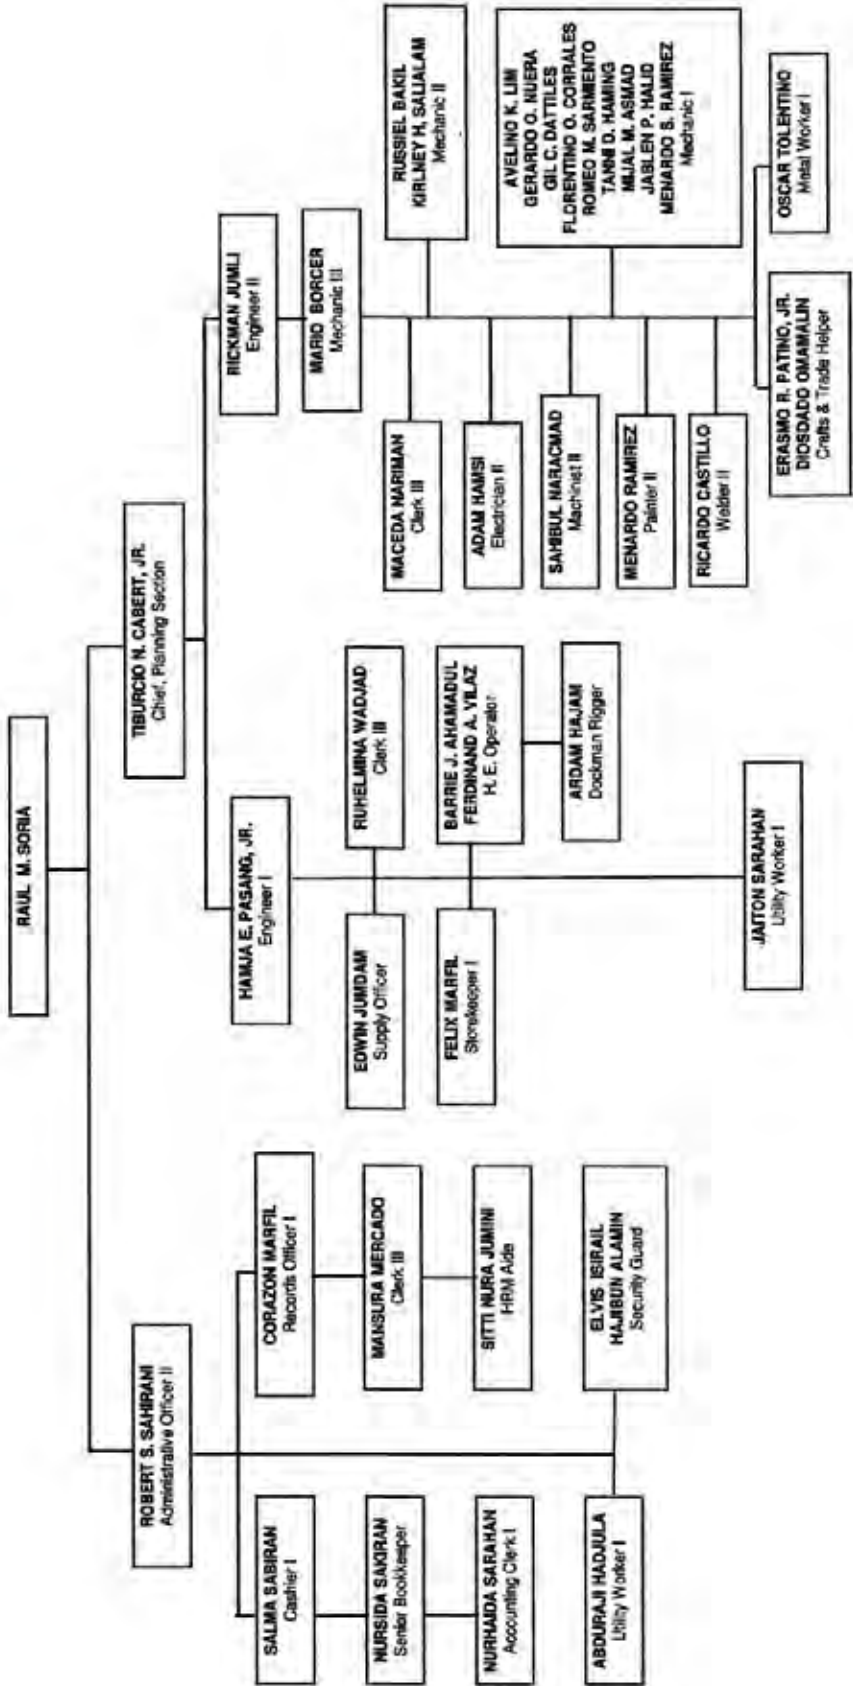 RAUL M. SORIA
ROBERT S. SAHIRANI
Administrative Officer II
TIBURCIO N. CABERT, JR.
Chief, Planning Section
SALMA SABIRAN
Cashier I
CORAZON MARFIL
Records Officer I
NURSIDA SAKIRAN
Senior Bookkeeper
MANSURA MERCADO
Clerk III
NURHAIDA SARAHAN
Accounting Clerk I
SITTI NURA JUMINI
HRM Aide
ABDURAJI HADJULA
Utility Worker I
ELVIS ISIRAIL
HAJIBUN ALAMIN
Security Guard
HAMJA E. PASANG, JR.
Engineer I
EDWIN JUMDAM
Supply Officer
RUHELMINA WADJAD
Clerk III
FELIX MARFIL
Storekeeper I
BARRIE J. AHAMADUL
FERDINAND A. VILAZ
H. E. Operator
ARDAM HAJAM
Dockman Rigger
JAITON SARAHAN
Utility Worker I
RICKMAN JUMLI
Engineer II
MARIO BORCER
Mechanic III
MACEDA HARIMAN
Clerk III
RUSSIEL BAKIL
KIRLNEY H, SALIALAM
Mechanic II
ADAM HAMSI
Electrician II
SAHIBUL NARACMAD
Machinist II
AVELINO K. LIM
GERARDO O. NUERA
GIL C. DATTILES
FLORENTINO O. CORRALES
ROMEO M. SARMIENTO
TANNI D. HAMING
MIJAL M. ASMAD
JABLEN P. HALID
MENARDO S. RAMIREZ
Mechanic I
MENARDO RAMIREZ
Painter II
RICARDO CASTILLO
Welder II
ERASMO R. PATINO, JR.
DIOSDADO OMAMALIN
Crafts & Trade Helper
OSCAR TOLENTINO
Metal Worker I